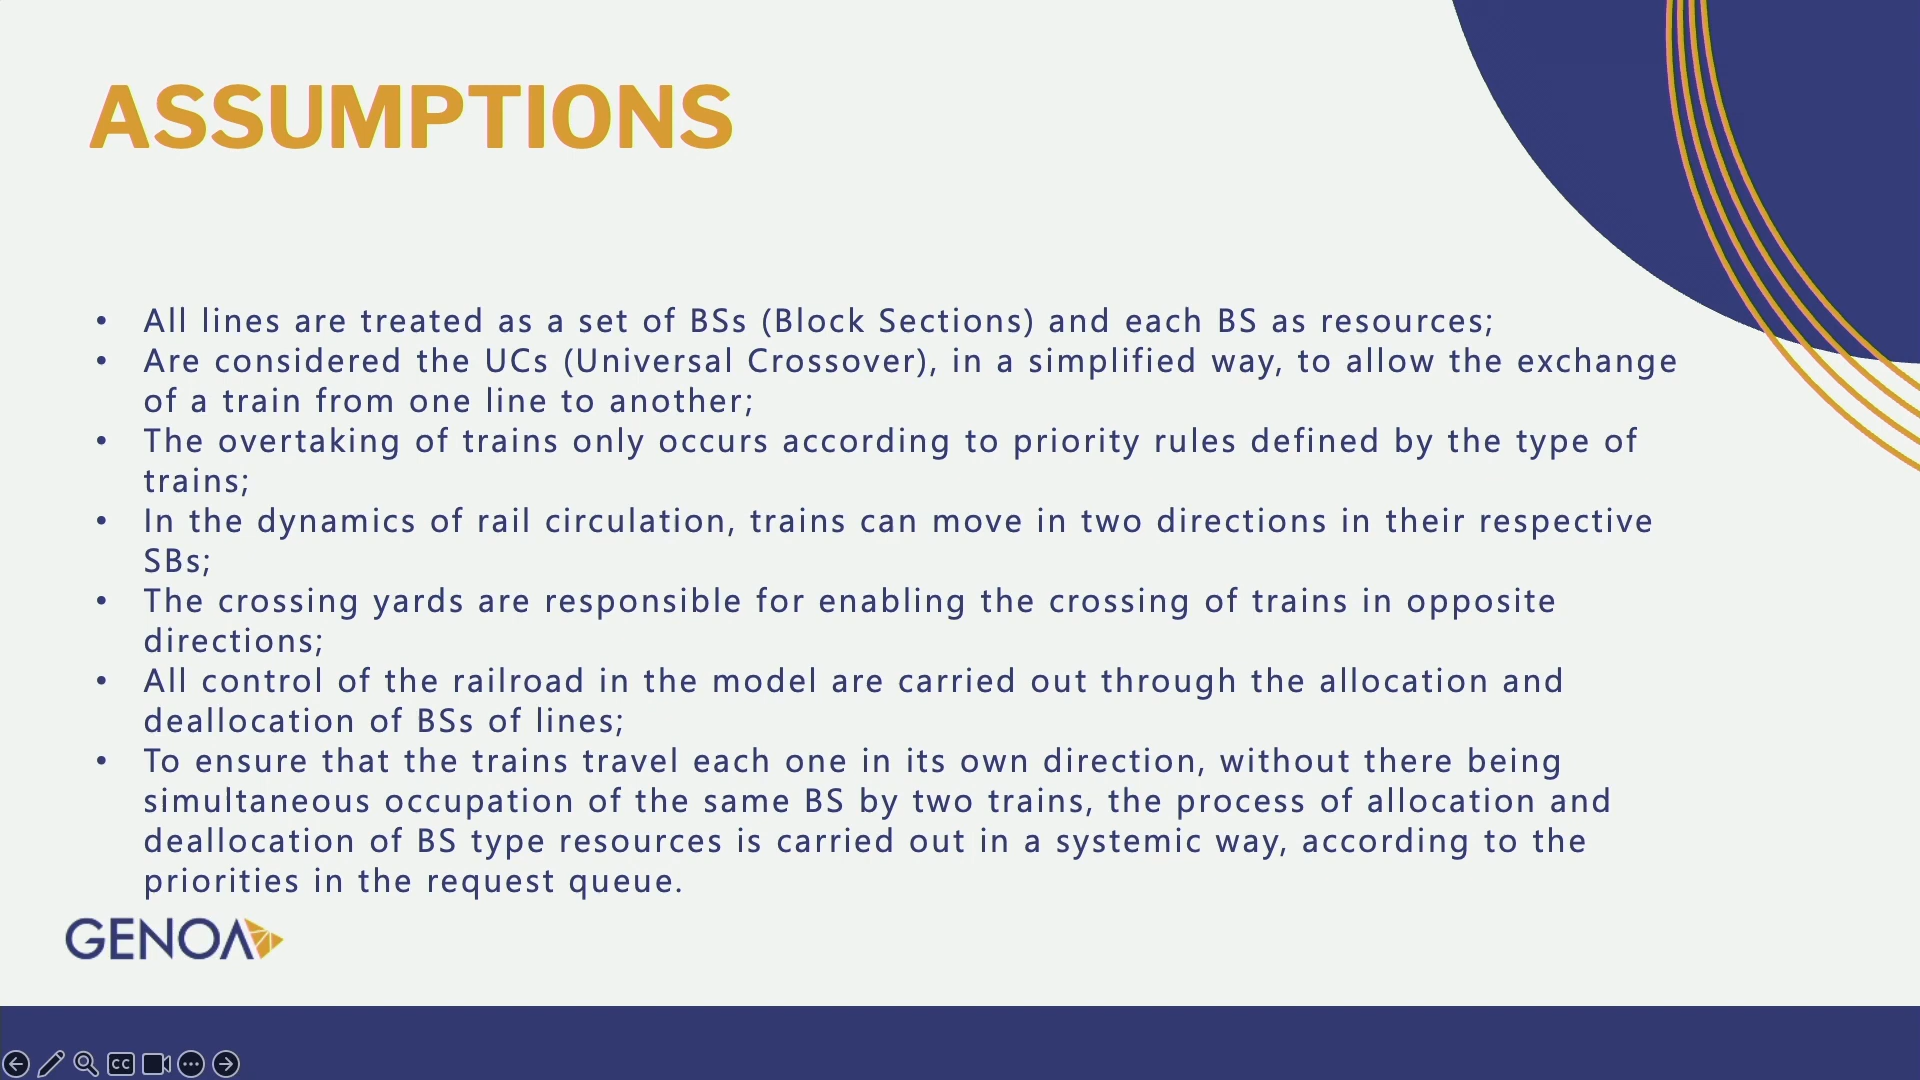 ASSUMPTIONS
• All lines are treated as a set of BSs (Block Sections) and each BS as resources;
• Are considered the UCs (Universal Crossover), in a simplified way, to allow the exchange
of a train from one line to another;
• The overtaking of trains only occurs according to priority rules defined by the type of
trains;
• In the dynamics of rail circulation, trains can move in two directions in their respective
SBs;
• The crossing yards are responsible for enabling the crossing of trains in opposite
directions;
• All control of the railroad in the model are carried out through the allocation and
deallocation of BSs of lines;
• To ensure that the trains travel each one in its own direction, without there being
simultaneous occupation of the same BS by two trains, the process of allocation and
deallocation of BS type resources is carried out in a systemic way, according to the
priorities in the request queue.
GENOA
CC